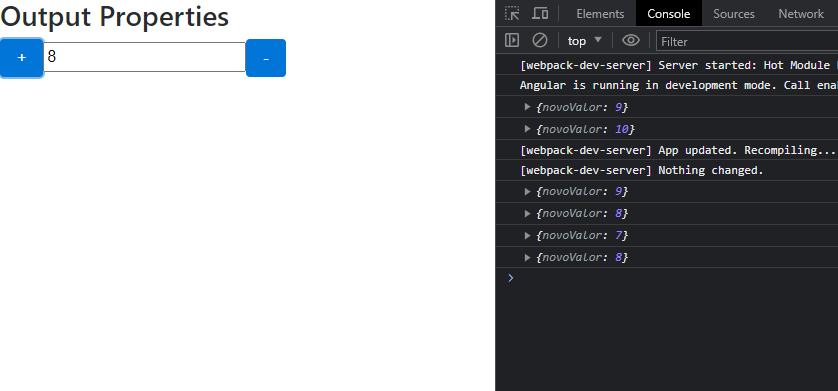 Output Properties
+ 8 -
Elements Console Sources Network
top Filter
[webpack-dev-server] Server started: Hot Module
Angular is running in development mode. Call
{novoValor: 9}
{novoValor: 10}
[webpack-dev-server] App updated. Recompiling...
[webpack-dev-server] Nothing changed.
{novoValor: 9}
{novoValor: 8}
{novoValor: 7}
{novoValor: 8}